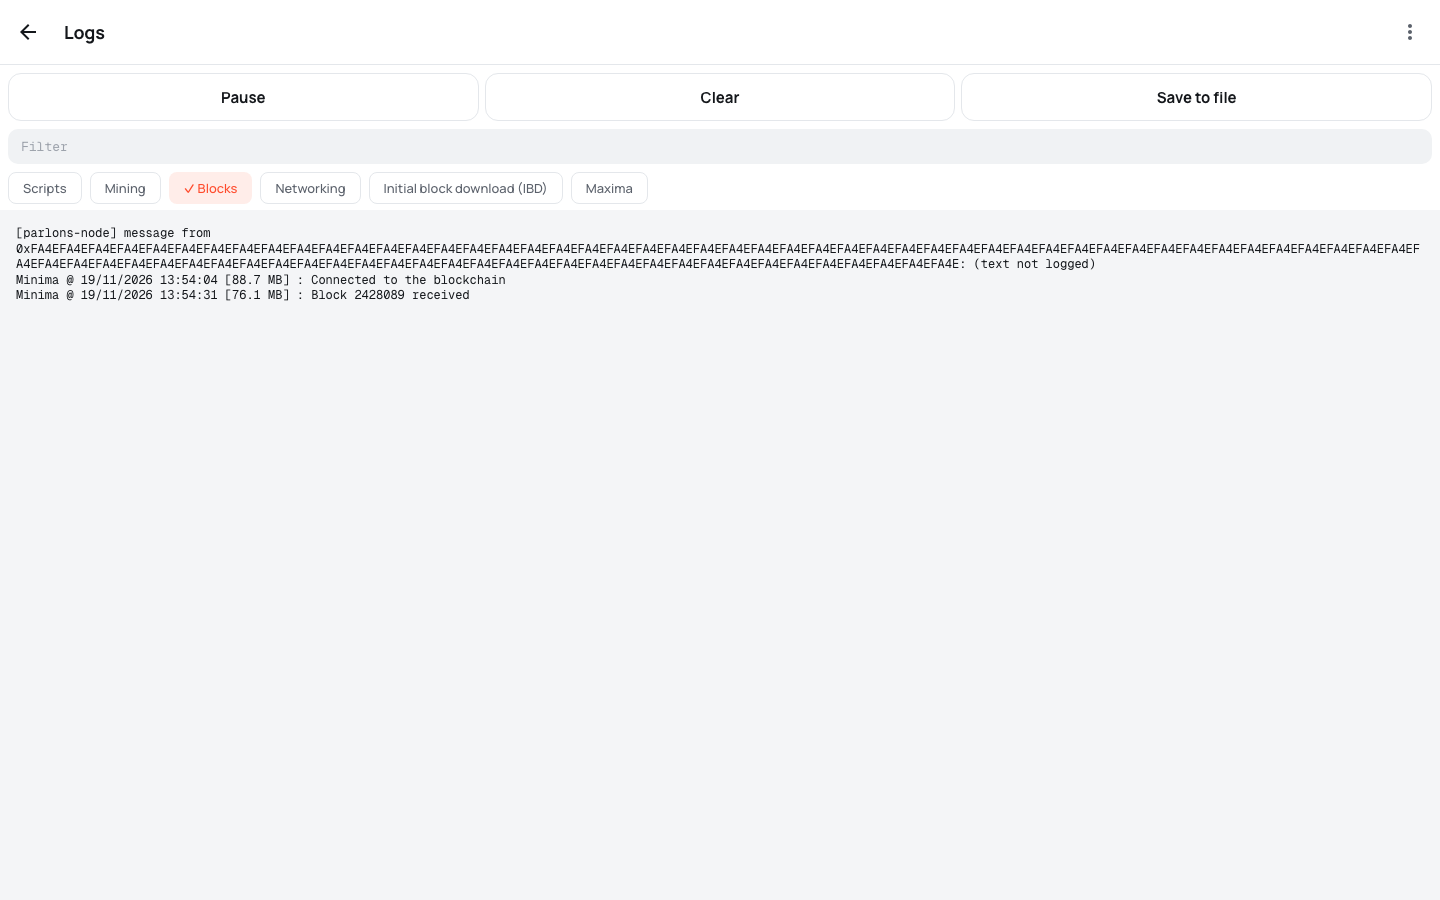 Logs
Pause
Clear
Save to file
Filter
Scripts
Mining
✓ Blocks
Networking
Initial block download (IBD)
Maxima
[parlons-node] message from
0xFA4EFA4EFA4EFA4EFA4EFA4EFA4EFA4EFA4EFA4EFA4EFA4EFA4EFA4EFA4EFA4EFA4EFA4EFA4EFA4EFA4EFA4EFA4EFA4EFA4EFA4EFA4EFA4EFA4EFA4EFA4EFA4EFA4EFA4EFA4EFA4EFA4EFA4EFA4EFA4EFA4EFA4EFA4EFA4EFA4EFA4EFA4EFA4EF
A4EFA4EFA4EFA4EFA4EFA4EFA4EFA4EFA4EFA4EFA4EFA4EFA4EFA4EFA4EFA4EFA4EFA4EFA4EFA4EFA4EFA4EFA4EFA4EFA4EFA4EFA4EFA4EFA4EFA4EFA4EFA4EFA4E: (text not logged)
Minima @ 19/11/2026 13:54:04 [88.7 MB] : Connected to the blockchain
Minima @ 19/11/2026 13:54:31 [76.1 MB] : Block 2428089 received